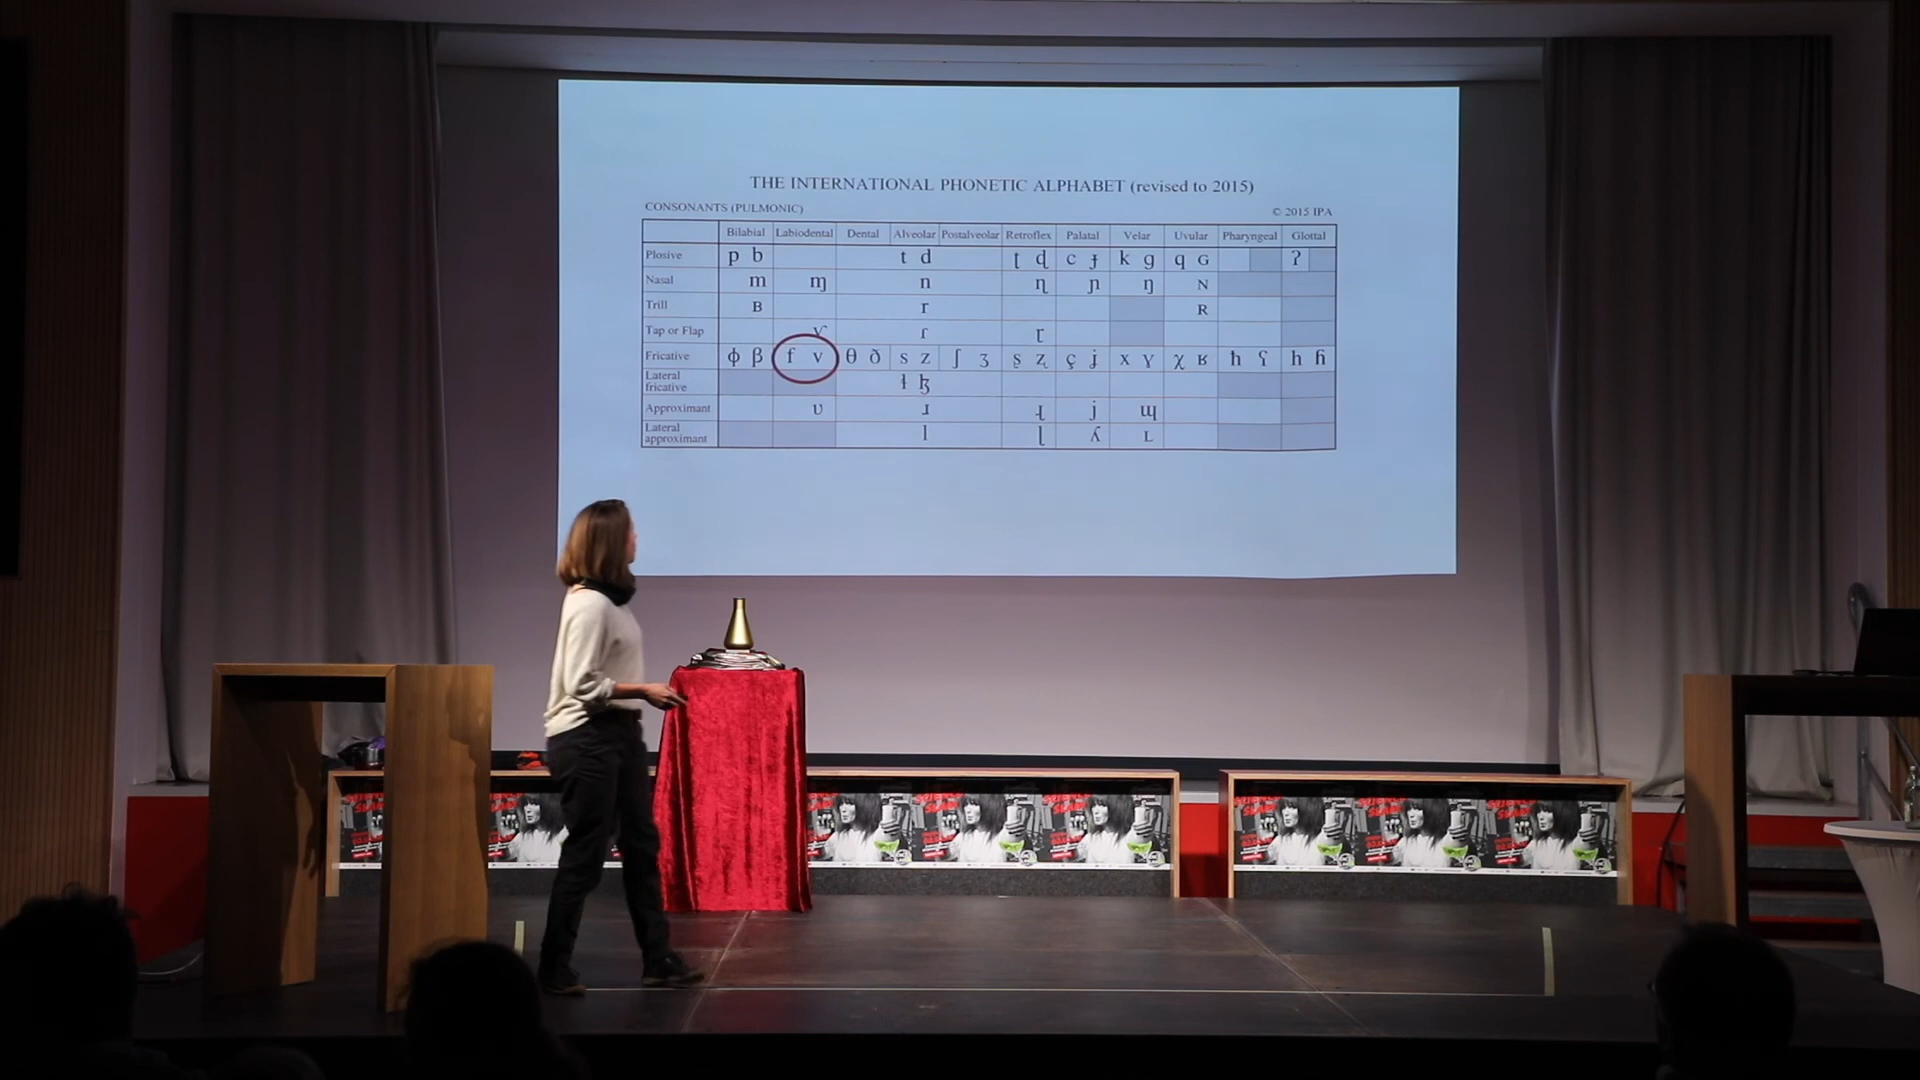 THE INTERNATIONAL PHONETIC ALPHABET (revised to 2015)
CONSONANTS (PULMONIC) © 2015 IPA
Bilabial Labiodental Dental Alveolar Postalveolar Retroflex Palatal Velar Uvular Pharyngeal Glottal
Plosive p b t d ʈ ɖ c ɟ k ɡ q ɢ ʔ
Nasal m ɱ n ɳ ɲ ŋ ɴ
Trill ʙ r ʀ
Tap or Flap ⱱ ɾ ɽ
Fricative ɸ β f v θ ð s z ʃ ʒ ʂ ʐ ç ʝ x ɣ χ ʁ ħ ʕ h ɦ
Lateral
fricative ɬ ɮ
Approximant ʋ ɹ ɻ j ɰ
Lateral
approximant l ɭ ʎ ʟ